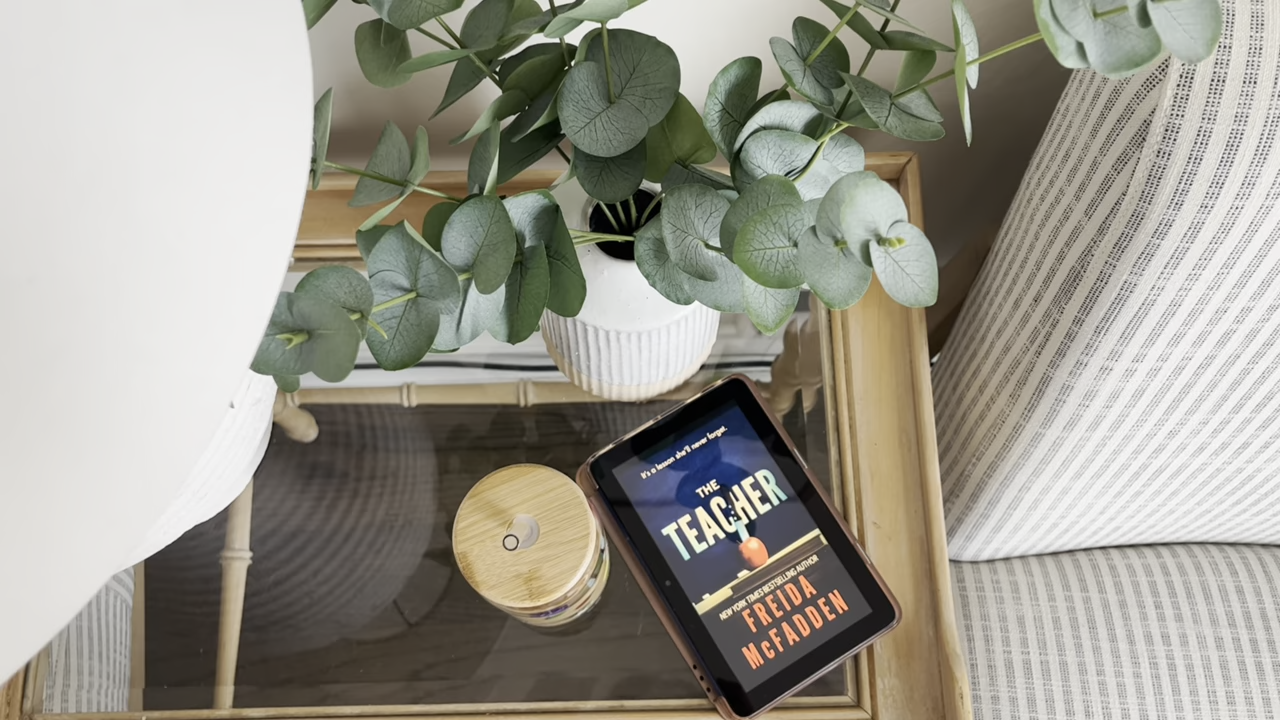 It's a lesson she'll never forget.
THE
TEACHER
NEW YORK TIMES BESTSELLING AUTHOR
FREIDA
McFADDEN